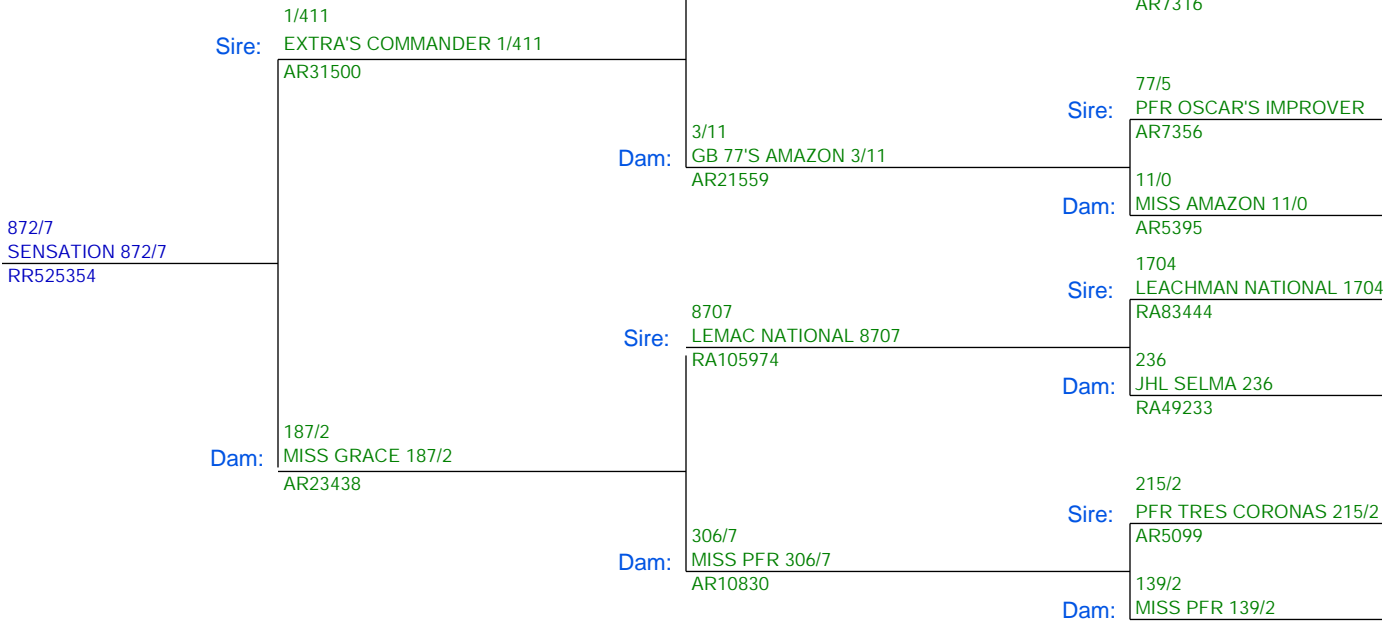 AR7316
1/411
Sire: EXTRA'S COMMANDER 1/411
AR31500
77/5
Sire: PFR OSCAR'S IMPROVER
AR7356
3/11
Dam: GB 77'S AMAZON 3/11
AR21559
11/0
Dam: MISS AMAZON 11/0
AR5395
872/7
SENSATION 872/7
RR525354
1704
Sire: LEACHMAN NATIONAL 1704
RA83444
8707
Sire: LEMAC NATIONAL 8707
RA105974
236
Dam: JHL SELMA 236
RA49233
187/2
Dam: MISS GRACE 187/2
AR23438
215/2
Sire: PFR TRES CORONAS 215/2
AR5099
306/7
Dam: MISS PFR 306/7
AR10830
139/2
Dam: MISS PFR 139/2